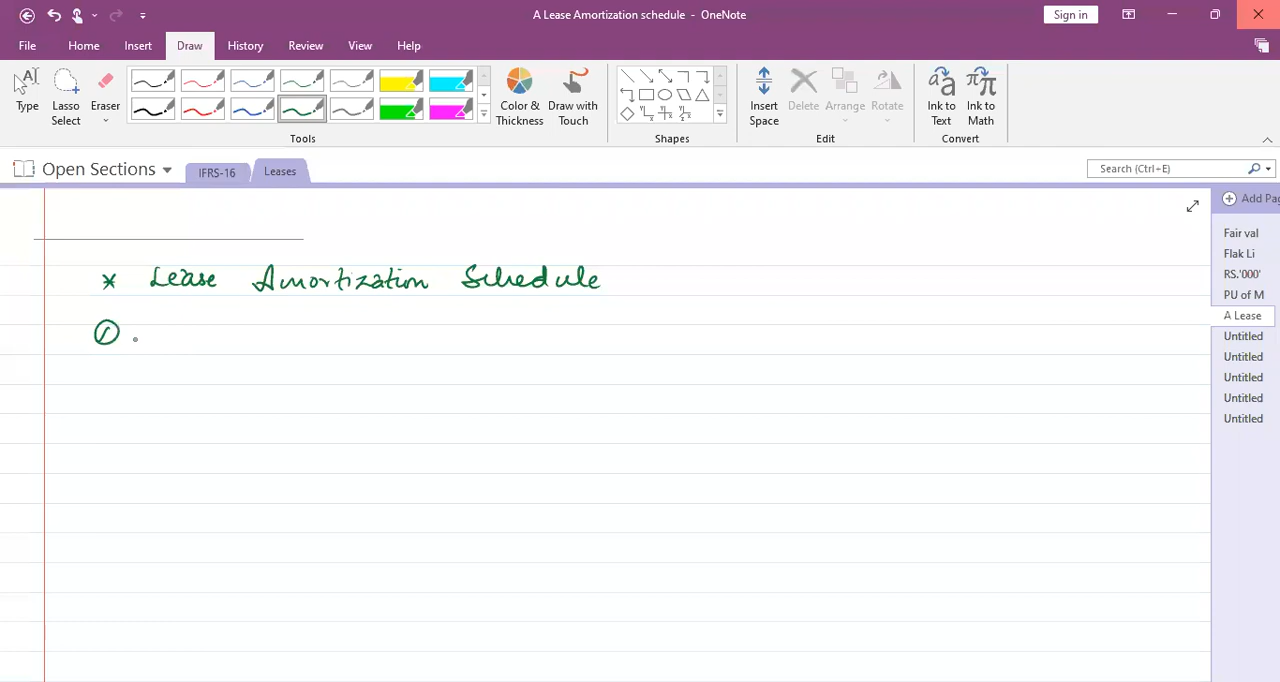 A Lease Amortization schedule - OneNote
Sign in
File Home Insert Draw History Review View Help
Type
Lasso Select
Eraser
Color & Thickness
Draw with Touch
Insert Space
Delete
Arrange
Rotate
Ink to Text
Ink to Math
Tools
Shapes
Edit
Convert
Open Sections
IFRS-16
Leases
Search (Ctrl+E)
Add Pag
Fair val
Flak Li
RS.'000'
PU of M
A Lease
Untitled
Untitled
Untitled
Untitled
Untitled
* Lease Amortization Schedule